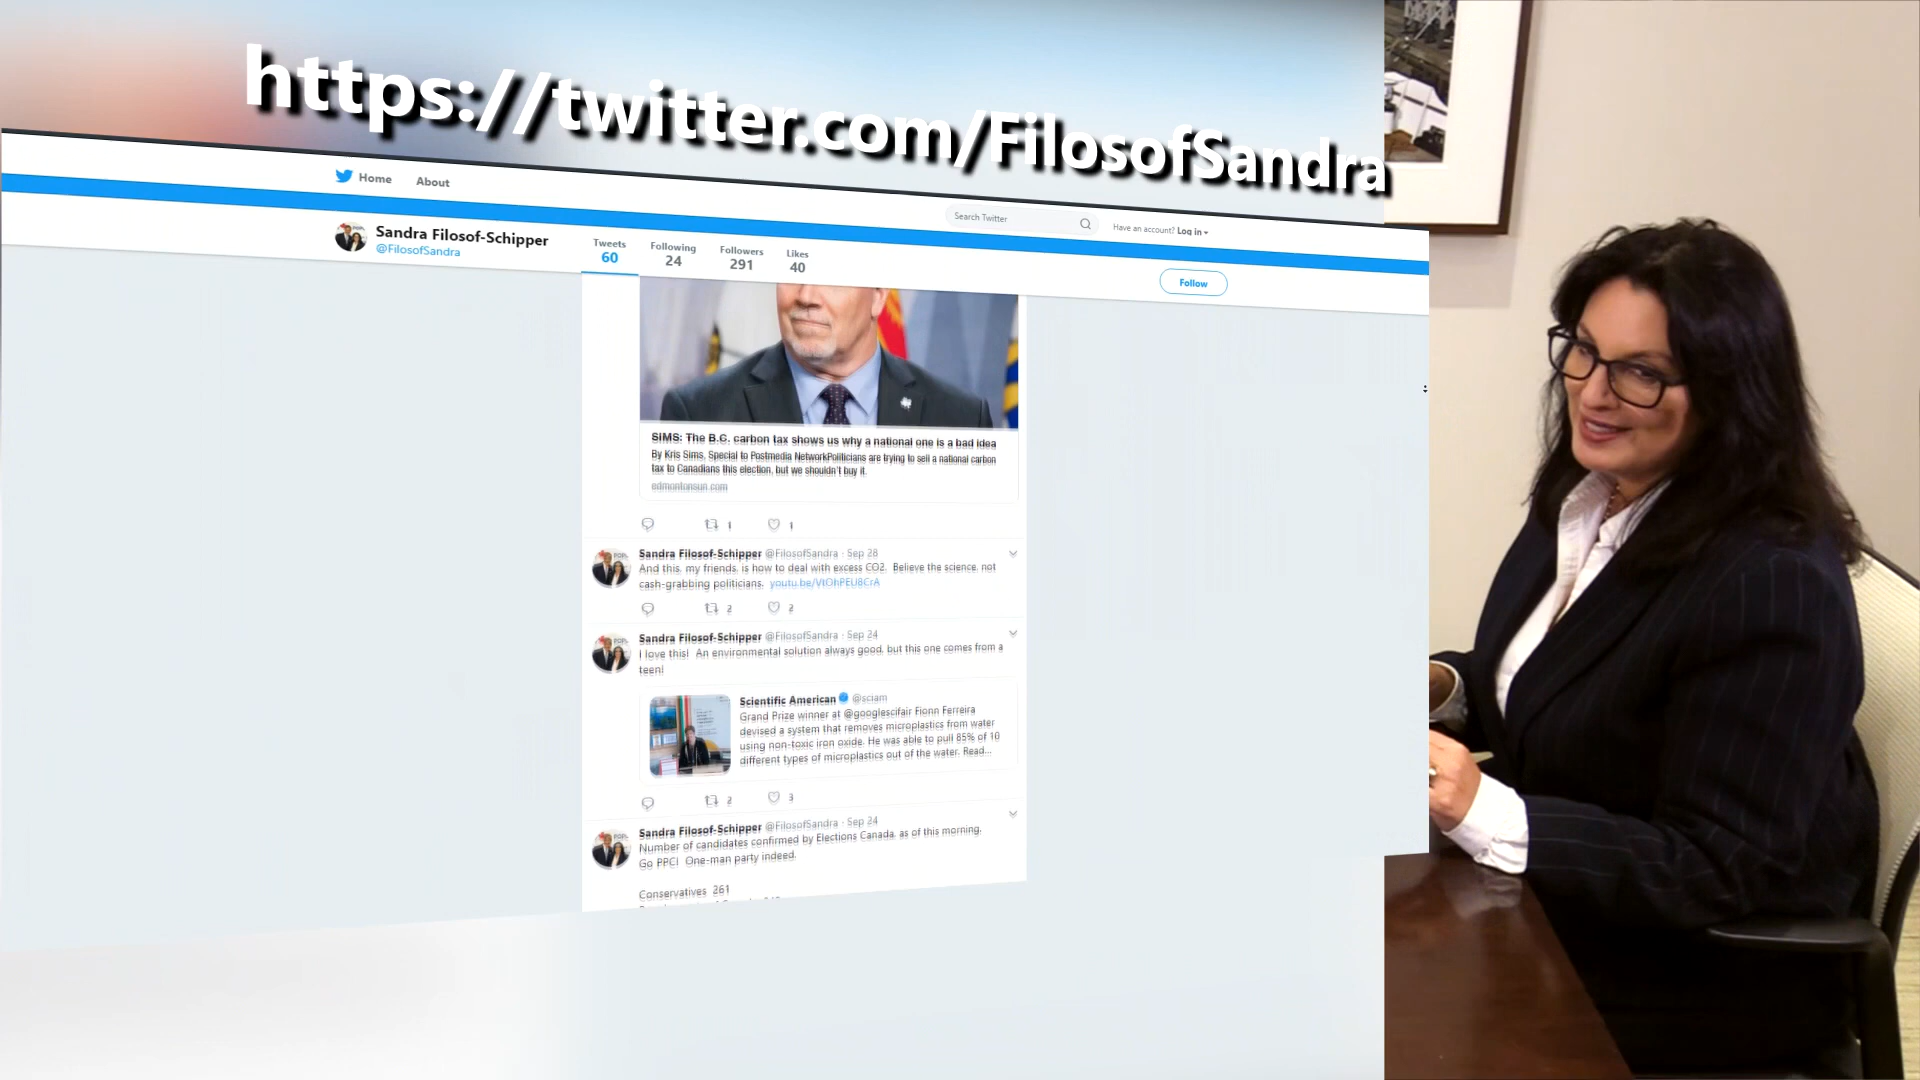 https://twitter.com/FilosofSandra
Home About
Search Twitter
Have an account? Log in
Sandra Filosof-Schipper
@FilosofSandra
Tweets Following Followers Likes
60 24 291 40
Follow
SIMS: The B.C. carbon tax shows us why a national one is a bad idea
By Kris Sims, Special to Postmedia NetworkPoliticians are trying to sell a national carbon
tax to Canadians this election, but we shouldn't buy it.
edmontonsun.com
1 1
Sandra Filosof-Schipper @FilosofSandra · Sep 28
And this, my friends, is how to deal with excess CO2. Believe the science, not
cash-grabbing politicians. youtu.be/VtOhPEU8CrA
2 2
Sandra Filosof-Schipper @FilosofSandra · Sep 24
I love this! An environmental solution always good, but this one comes from a
teen!
Scientific American @sciam
Grand Prize winner at @googlescifair Fionn Ferreira
devised a system that removes microplastics from water
using non-toxic iron oxide. He was able to pull 85% of 10
different types of microplastics out of the water. Read...
2 3
Sandra Filosof-Schipper @FilosofSandra · Sep 24
Number of candidates confirmed by Elections Canada, as of this morning.
Go PPC! One-man party indeed.
Conservatives 261